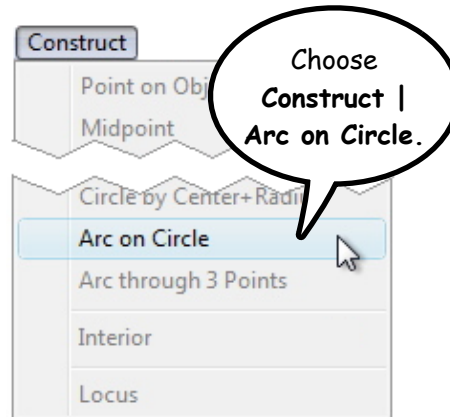 Construct
Point on Obj
Midpoint
Choose
Construct |
Arc on Circle.
Circle by Center+Radiu
Arc on Circle
Arc through 3 Points
Interior
Locus